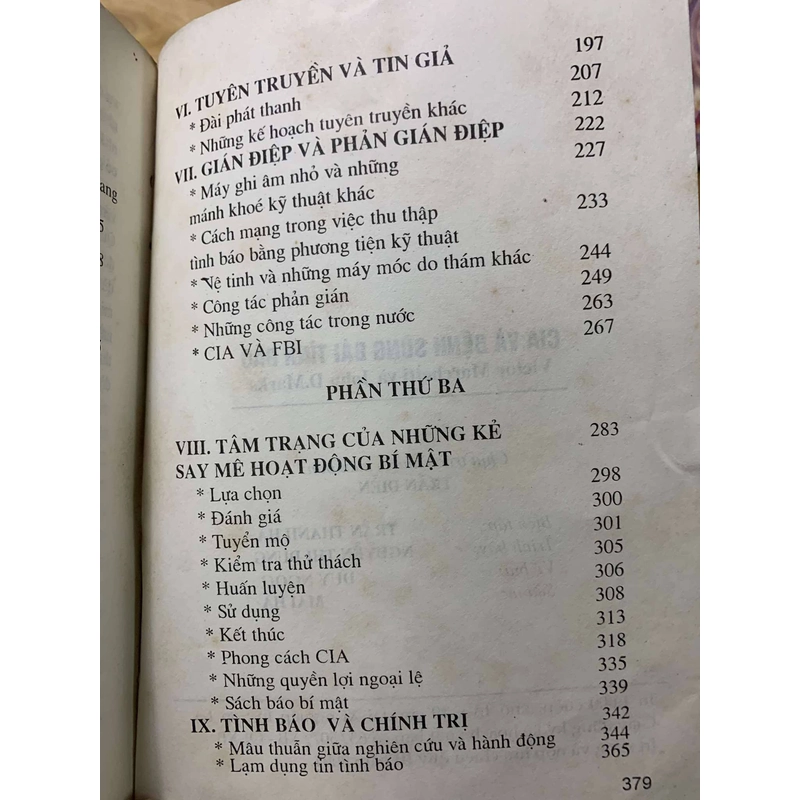 ang
5
8
VI. TUYÊN TRUYỀN VÀ TIN GIẢ 197
* Đài phát thanh 207
* Những kế hoạch tuyên truyền khác 212
VII. GIÁN ĐIỆP VÀ PHẢN GIÁN ĐIỆP 222
* Máy ghi âm nhỏ và những 227
mánh khoé kỹ thuật khác
* Cách mạng trong việc thu thập 233
tình báo bằng phương tiện kỹ thuật
* Vệ tinh và những máy móc do thám khác 244
* Công tác phản gián 249
* Những công tác trong nước 263
* CIA VÀ FBI 267
PHẦN THỨ BA
VIII. TÂM TRẠNG CỦA NHỮNG KẺ 283
SAY MÊ HOẠT ĐỘNG BÍ MẬT
* Lựa chọn 298
* Đánh giá 300
* Tuyển mộ 301
* Kiểm tra thử thách 305
* Huấn luyện 306
* Sử dụng 308
* Kết thúc 313
* Phong cách CIA 318
* Những quyền lợi ngoại lệ 335
* Sách báo bí mật 339
IX. TÌNH BÁO VÀ CHÍNH TRỊ 342
* Mâu thuẫn giữa nghiên cứu và hành động 344
* Lạm dụng tin tình báo 365
379